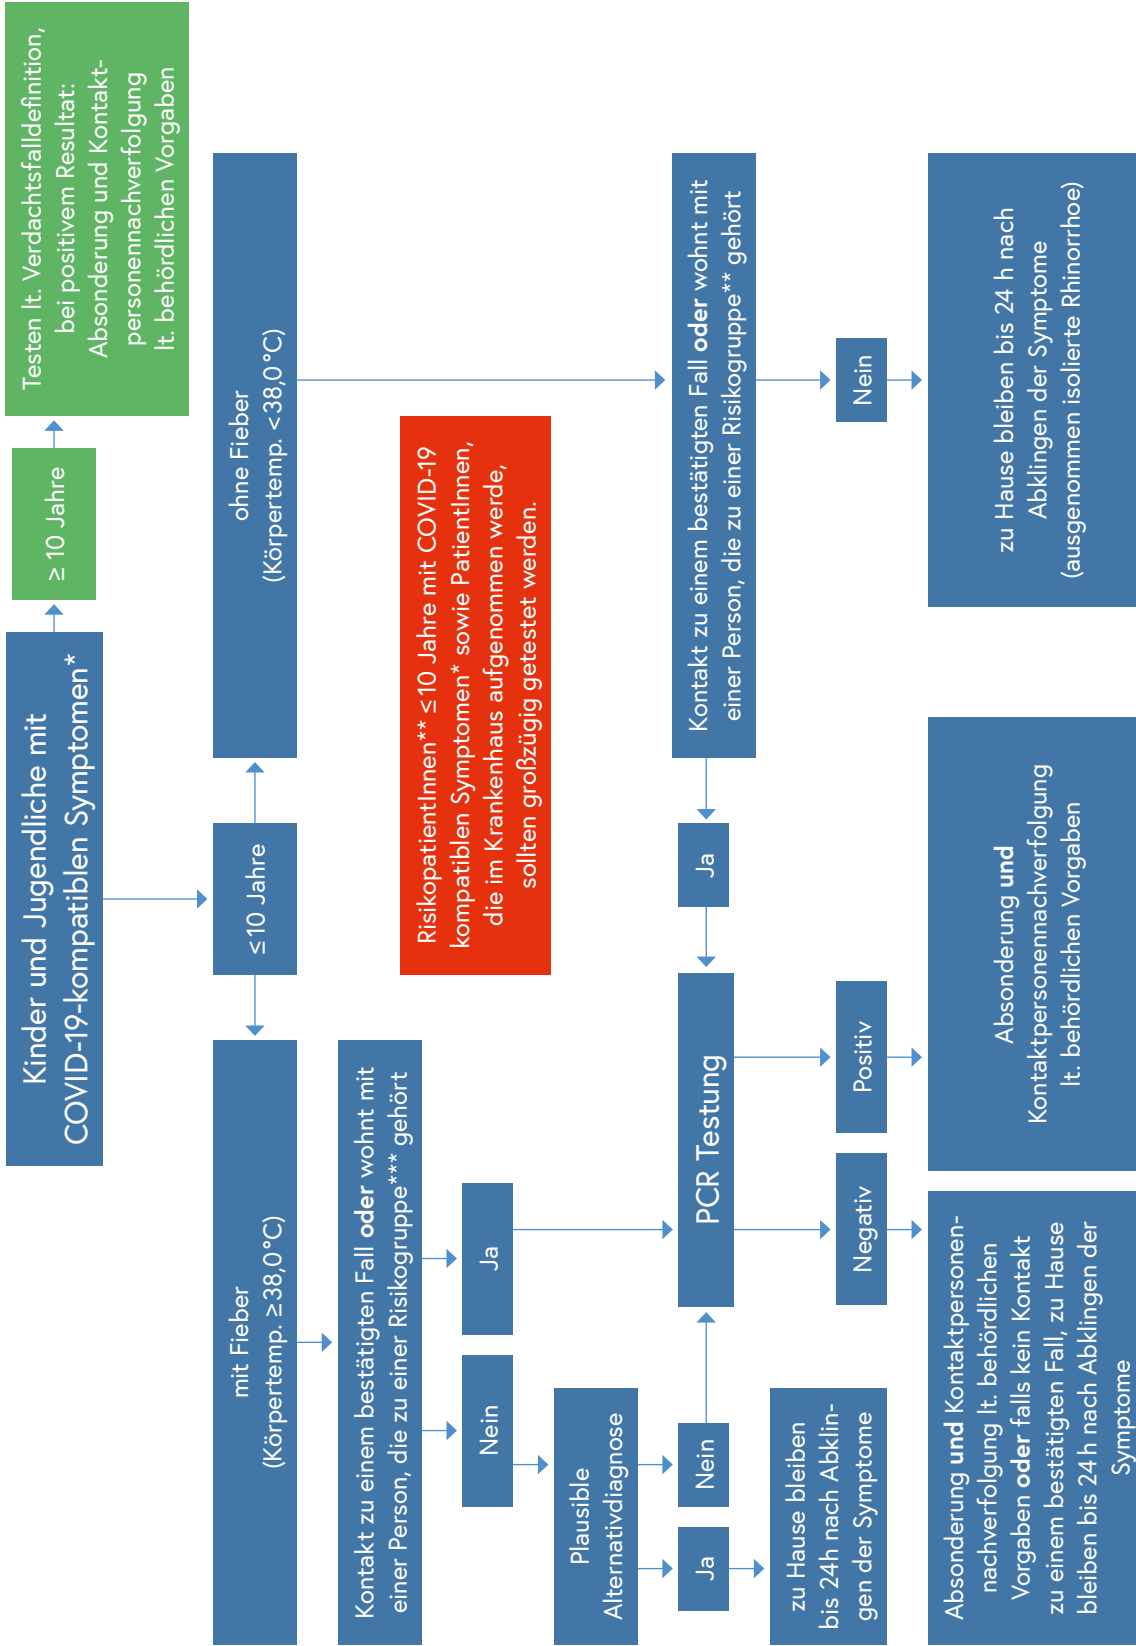 Kinder und Jugendliche mit
COVID-19-kompatiblen Symptomen*
≥ 10 Jahre
Testen lt. Verdachtsfalldefinition,
bei positivem Resultat:
Absonderung und Kontakt-
personennachverfolgung
lt. behördlichen Vorgaben
≤10 Jahre
mit Fieber
(Körpertemp. ≥38,0°C)
ohne Fieber
(Körpertemp. <38,0°C)
Kontakt zu einem bestätigten Fall oder wohnt mit
einer Person, die zu einer Risikogruppe*** gehört
RisikopatientInnen** ≤10 Jahre mit COVID-19
kompatiblen Symptomen* sowie PatientInnen,
die im Krankenhaus aufgenommen werde,
sollten großzügig getestet werden.
Nein
Ja
Plausible
Alternativdiagnose
Ja
Nein
PCR Testung
Ja
Kontakt zu einem bestätigten Fall oder wohnt mit
einer Person, die zu einer Risikogruppe** gehört
zu Hause bleiben
bis 24h nach Abklin-
gen der Symptome
Negativ
Positiv
Nein
Absonderung und Kontaktpersonen-
nachverfolgung lt. behördlichen
Vorgaben oder falls kein Kontakt
zu einem bestätigten Fall, zu Hause
bleiben bis 24h nach Abklingen der
Symptome
Absonderung und
Kontaktpersonennachverfolgung
lt. behördlichen Vorgaben
zu Hause bleiben bis 24 h nach
Abklingen der Symptome
(ausgenommen isolierte Rhinorrhoe)